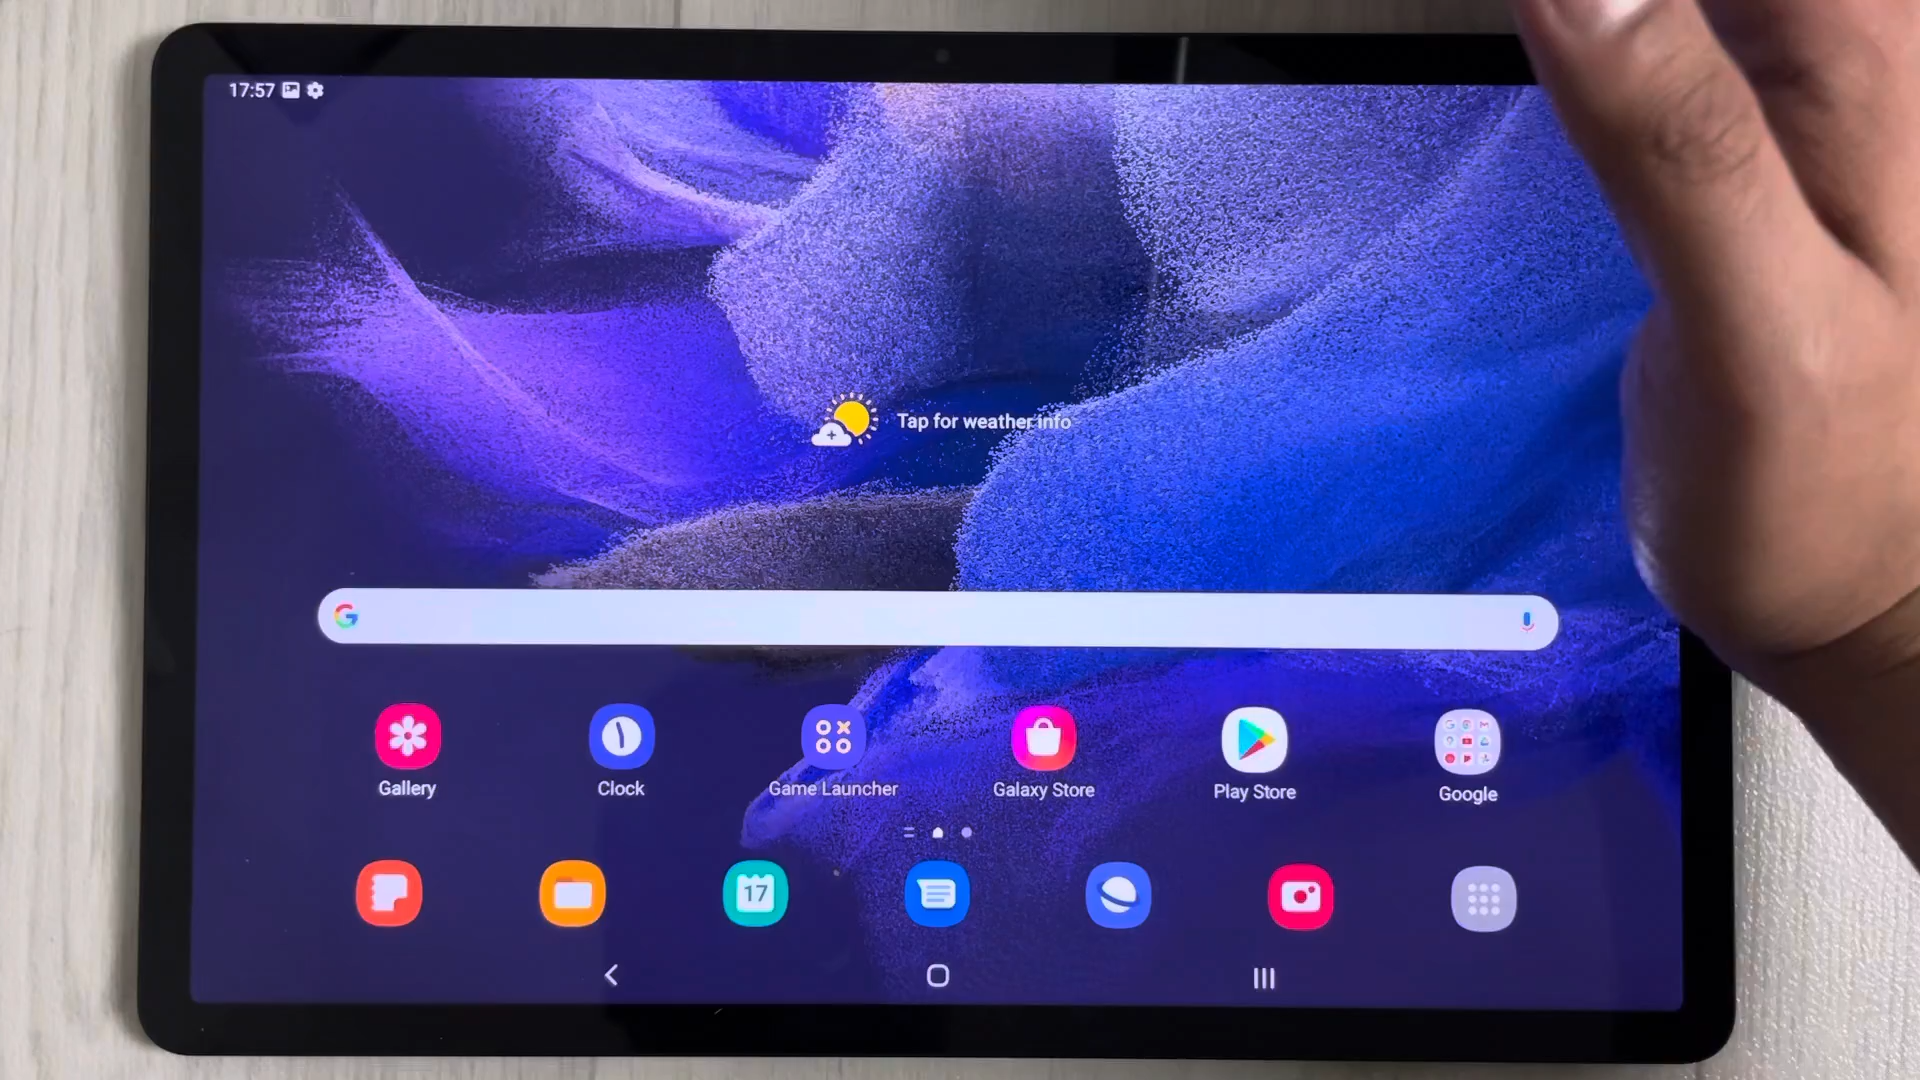 17:57
Tap for weather info
Gallery
Clock
Game Launcher
Galaxy Store
Play Store
Google
17